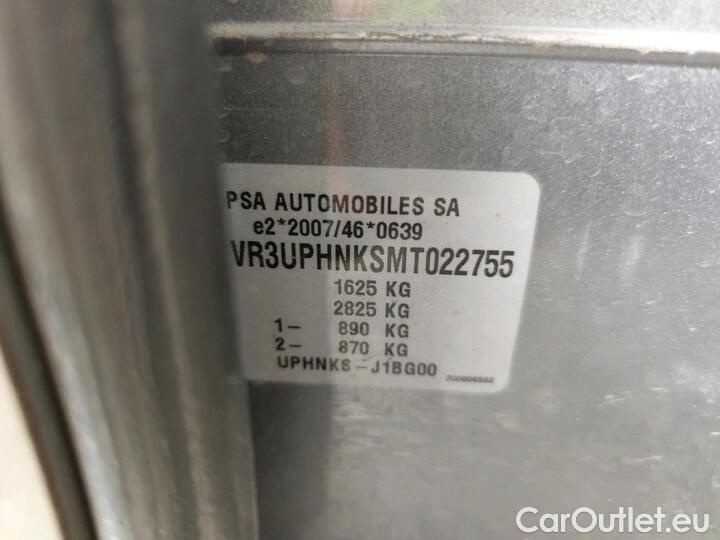 PSA AUTOMOBILES SA
e2*2007/46*0639
VR3UPHNKSMT022755
1625 KG
2825 KG
1- 890 KG
2- 870 KG
UPHNKS-J1BG00
200606592
CarOutlet.eu